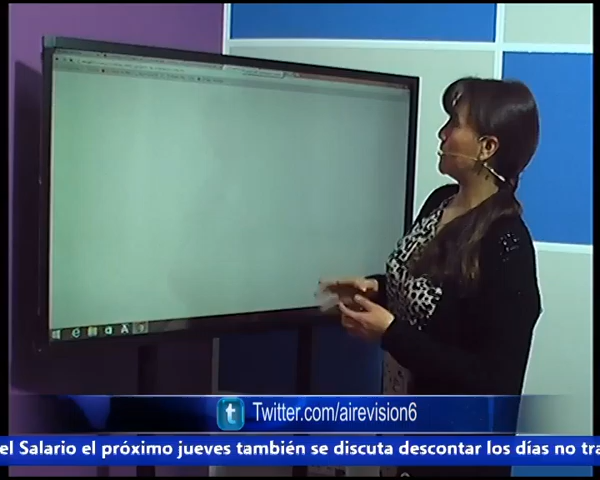 Twitter.com/airevision6
el Salario el próximo jueves también se discuta descontar los días no tra